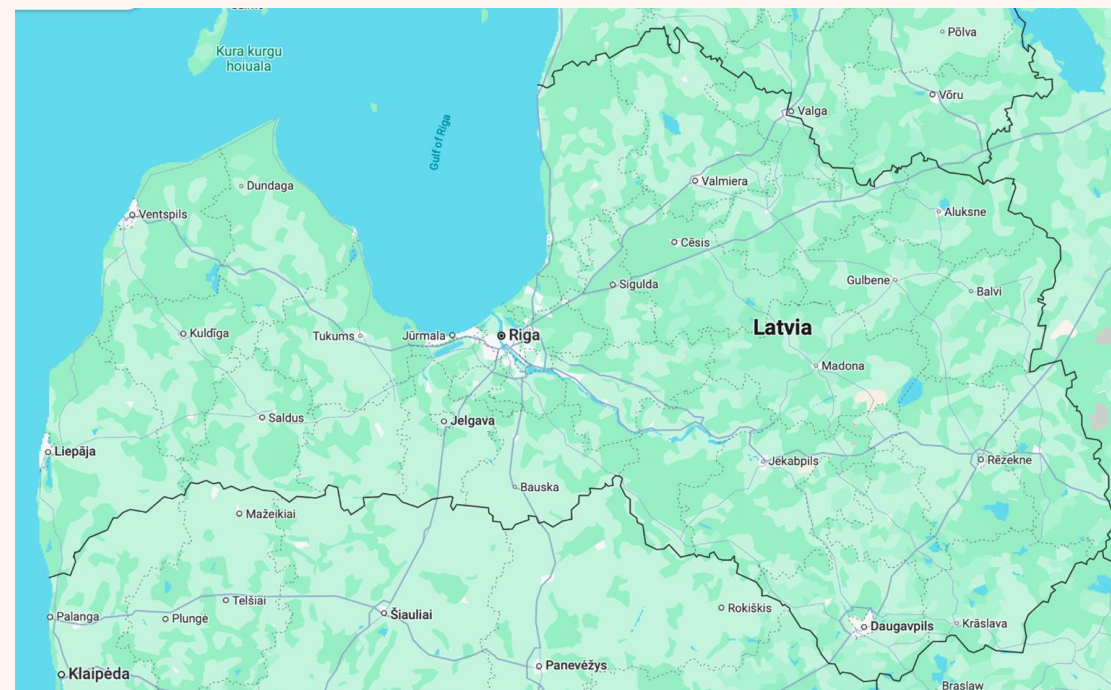 Põlva
Kura kurgu
hoiuala
Võru
Valga
Gulf of Riga
Valmiera
Dundaga
Ventspils
Aluksne
Cēsis
Gulbene
Sigulda
Balvi
Latvia
Kuldīga
Tukums
Jūrmala
Riga
Madona
Saldus
Jelgava
Liepāja
Jēkabpils
Rēzekne
Bauska
Mažeikiai
Telšiai
Rokiškis
Palanga
Plungė
Šiauliai
Daugavpils
Krāslava
Panevėžys
Klaipėda
Braslaw